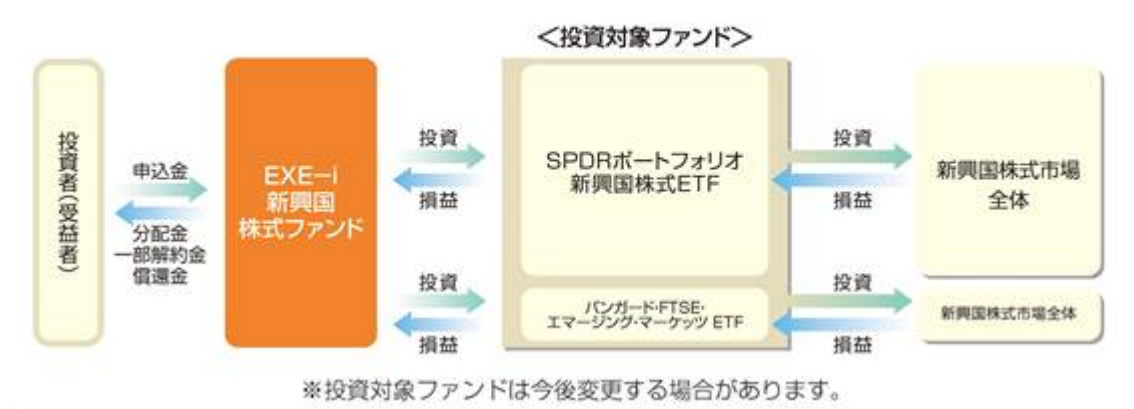 <投資対象ファンド>
投資者(受益者)
申込金
分配金
一部解約金
償還金
EXE-i
新興国
株式ファンド
投資
損益
SPDRポートフォリオ
新興国株式ETF
投資
損益
新興国株式市場
全体
投資
損益
バンガード・FTSE・
エマージング・マーケッツ ETF
投資
損益
新興国株式市場全体
※投資対象ファンドは今後変更する場合があります。